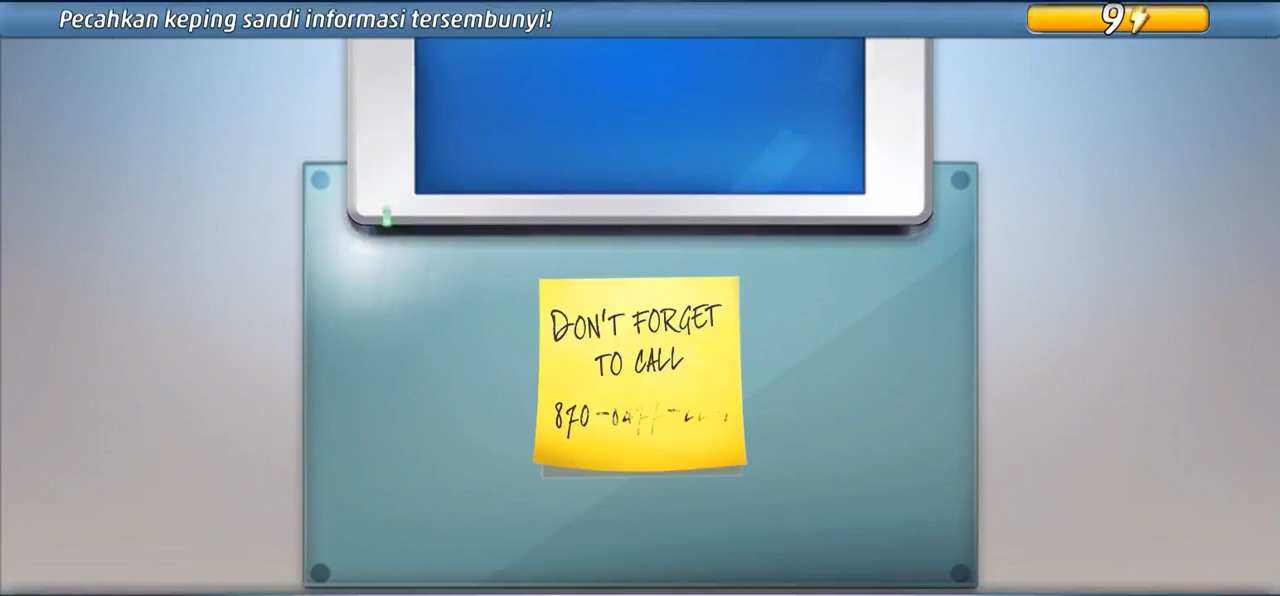 Pecahkan keping sandi informasi tersembunyi!
9
DON'T FORGET
TO CALL
870-